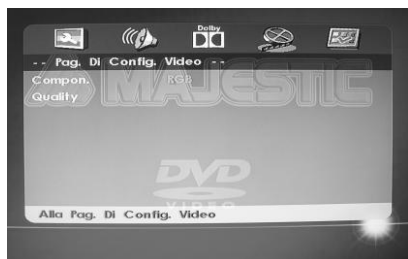 Dolby
-- Pag. Di Config. Video --
Compon. RGB
Quality
MAJESTIC
DVD
VIDEO
Alla Pag. Di Config. Video